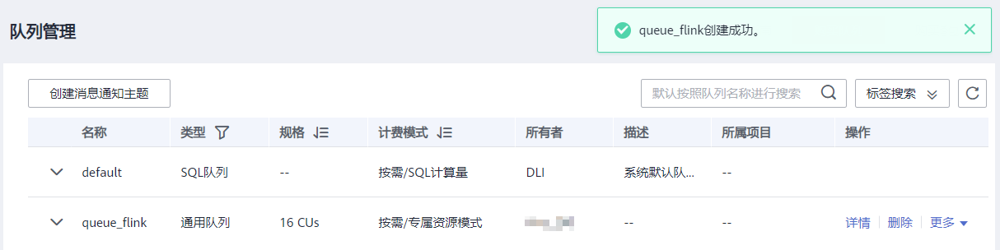 队列管理
queue_flink创建成功。
创建消息通知主题
默认按照队列名称进行搜索
标签搜索
名称 类型 规格 计费模式 所有者 描述 所属项目 操作
default SQL队列 -- 按需/SQL计算量 DLI 系统默认队... --
queue_flink 通用队列 16 CUs 按需/专属资源模式 -- -- 详情 删除 更多